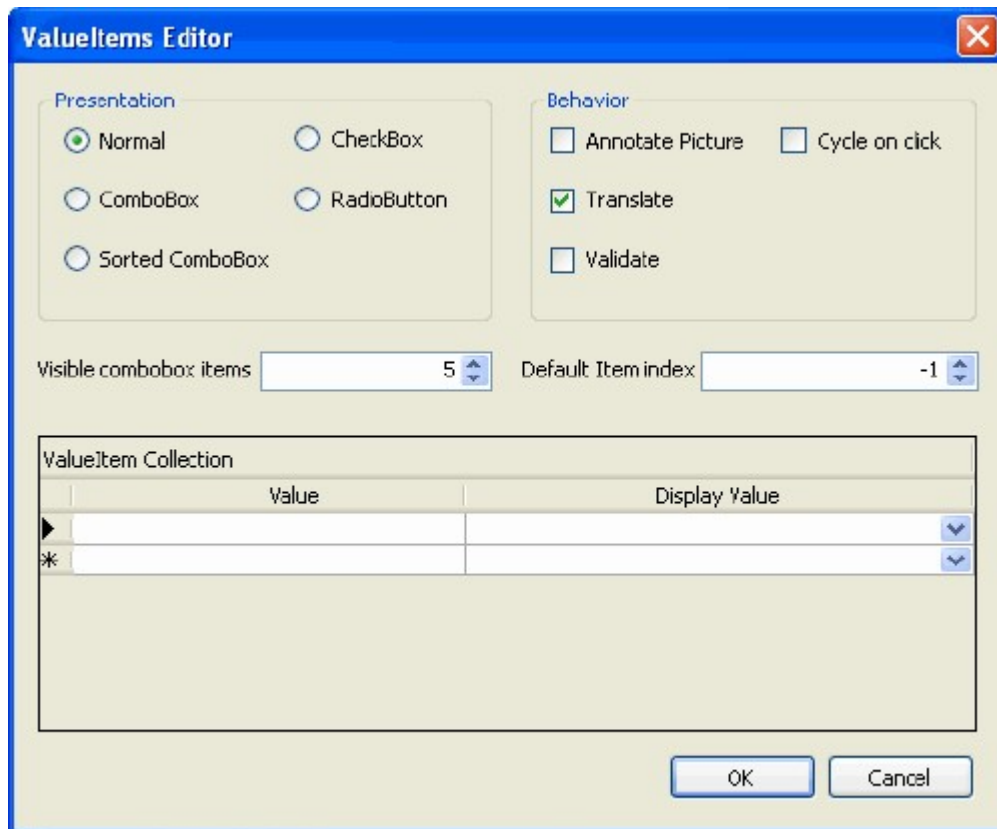 ValueItems Editor
Presentation
Normal
CheckBox
ComboBox
RadioButton
Sorted ComboBox
Behavior
Annotate Picture
Cycle on click
Translate
Validate
Visible combobox items 5
Default Item index -1
ValueItem Collection
Value Display Value
OK Cancel